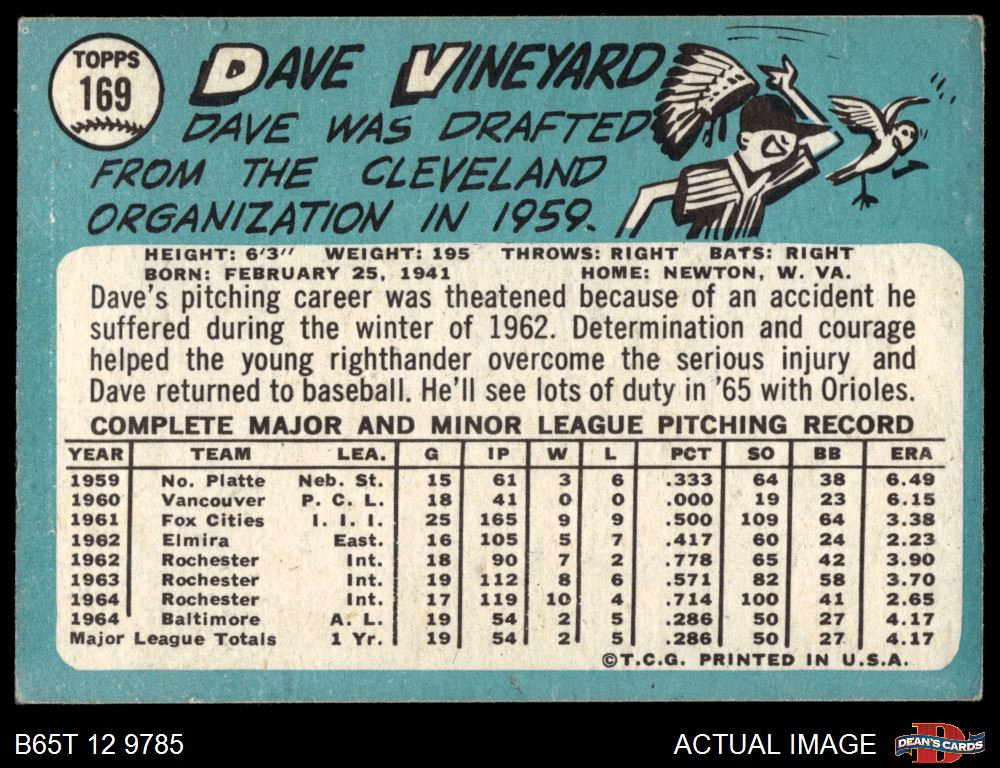 TOPPS
169
DAVE VINEYARD
DAVE WAS DRAFTED
FROM THE CLEVELAND
ORGANIZATION IN 1959.
HEIGHT: 6'3" WEIGHT: 195 THROWS: RIGHT BATS: RIGHT
BORN: FEBRUARY 25, 1941 HOME: NEWTON, W. VA.
Dave's pitching career was theatened because of an accident he
suffered during the winter of 1962. Determination and courage
helped the young righthander overcome the serious injury and
Dave returned to baseball. He'll see lots of duty in '65 with Orioles.
COMPLETE MAJOR AND MINOR LEAGUE PITCHING RECORD
YEAR TEAM LEA. G IP W L PCT SO BB ERA
1959 No. Platte Neb. St. 15 61 3 6 .333 64 38 6.49
1960 Vancouver P. C. L. 18 41 0 0 .000 19 23 6.15
1961 Fox Cities I. I. I. 25 165 9 9 .500 109 64 3.38
1962 Elmira East. 16 105 5 7 .417 60 24 2.23
1962 Rochester Int. 18 90 7 2 .778 65 42 3.90
1963 Rochester Int. 19 112 8 6 .571 82 58 3.70
1964 Rochester Int. 17 119 10 4 .714 100 41 2.65
1964 Baltimore A. L. 19 54 2 5 .286 50 27 4.17
Major League Totals 1 Yr. 19 54 2 5 .286 50 27 4.17
©T.C.G. PRINTED IN U.S.A.
B65T 12 9785 ACTUAL IMAGE
D
DEAN'S CARDS